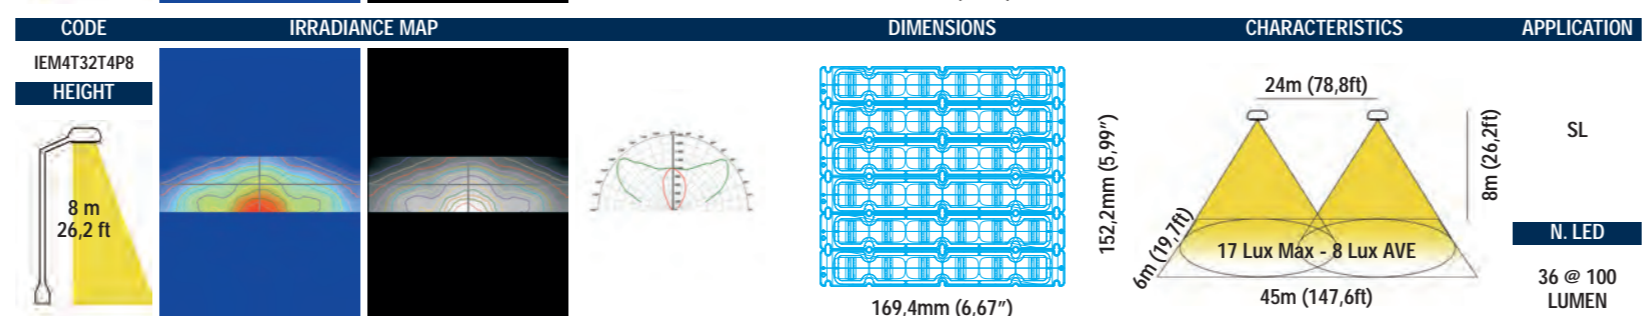 CODE IRRADIANCE MAP DIMENSIONS CHARACTERISTICS APPLICATION
IEM4T32T4P8
HEIGHT
8 m
26,2 ft
152,2mm (5,99")
169,4mm (6,67")
24m (78,8ft)
8m (26,2ft)
6m (19,7ft)
17 Lux Max - 8 Lux AVE
45m (147,6ft)
SL
N. LED
36 @ 100
LUMEN